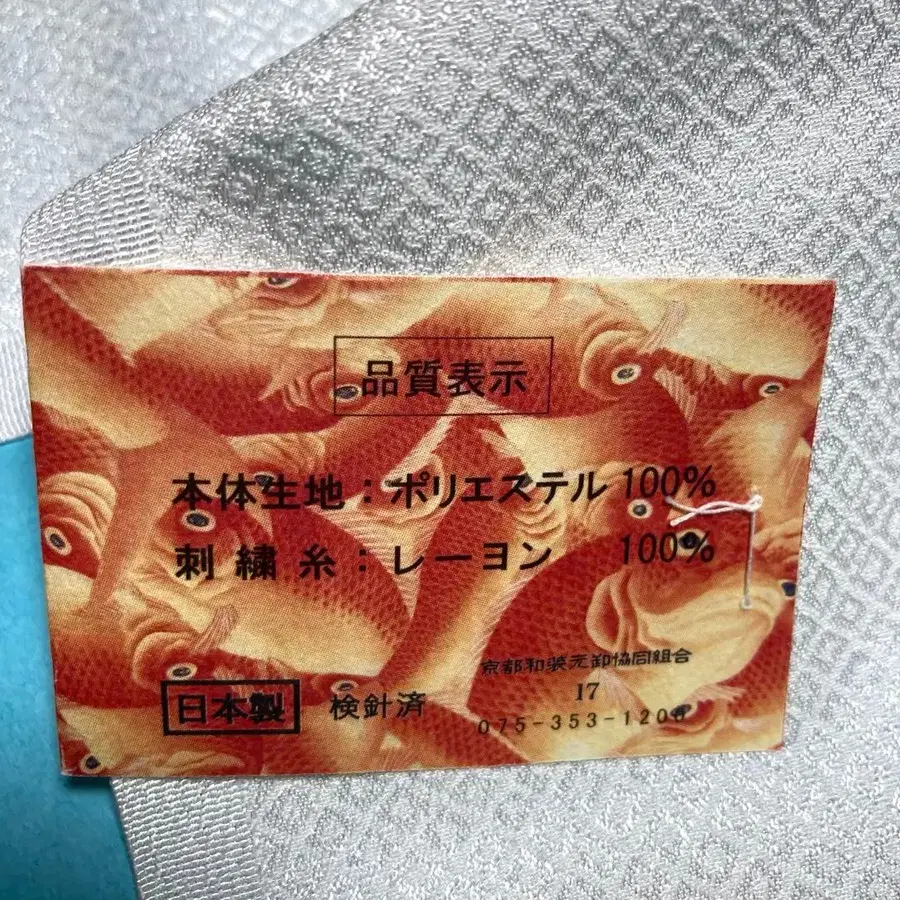 品質表示
本体生地:ポリエステル 100%
刺繍糸:レーヨン 100%
京都和装元卸協同組合
17
日本製 検針済
075-353-1200